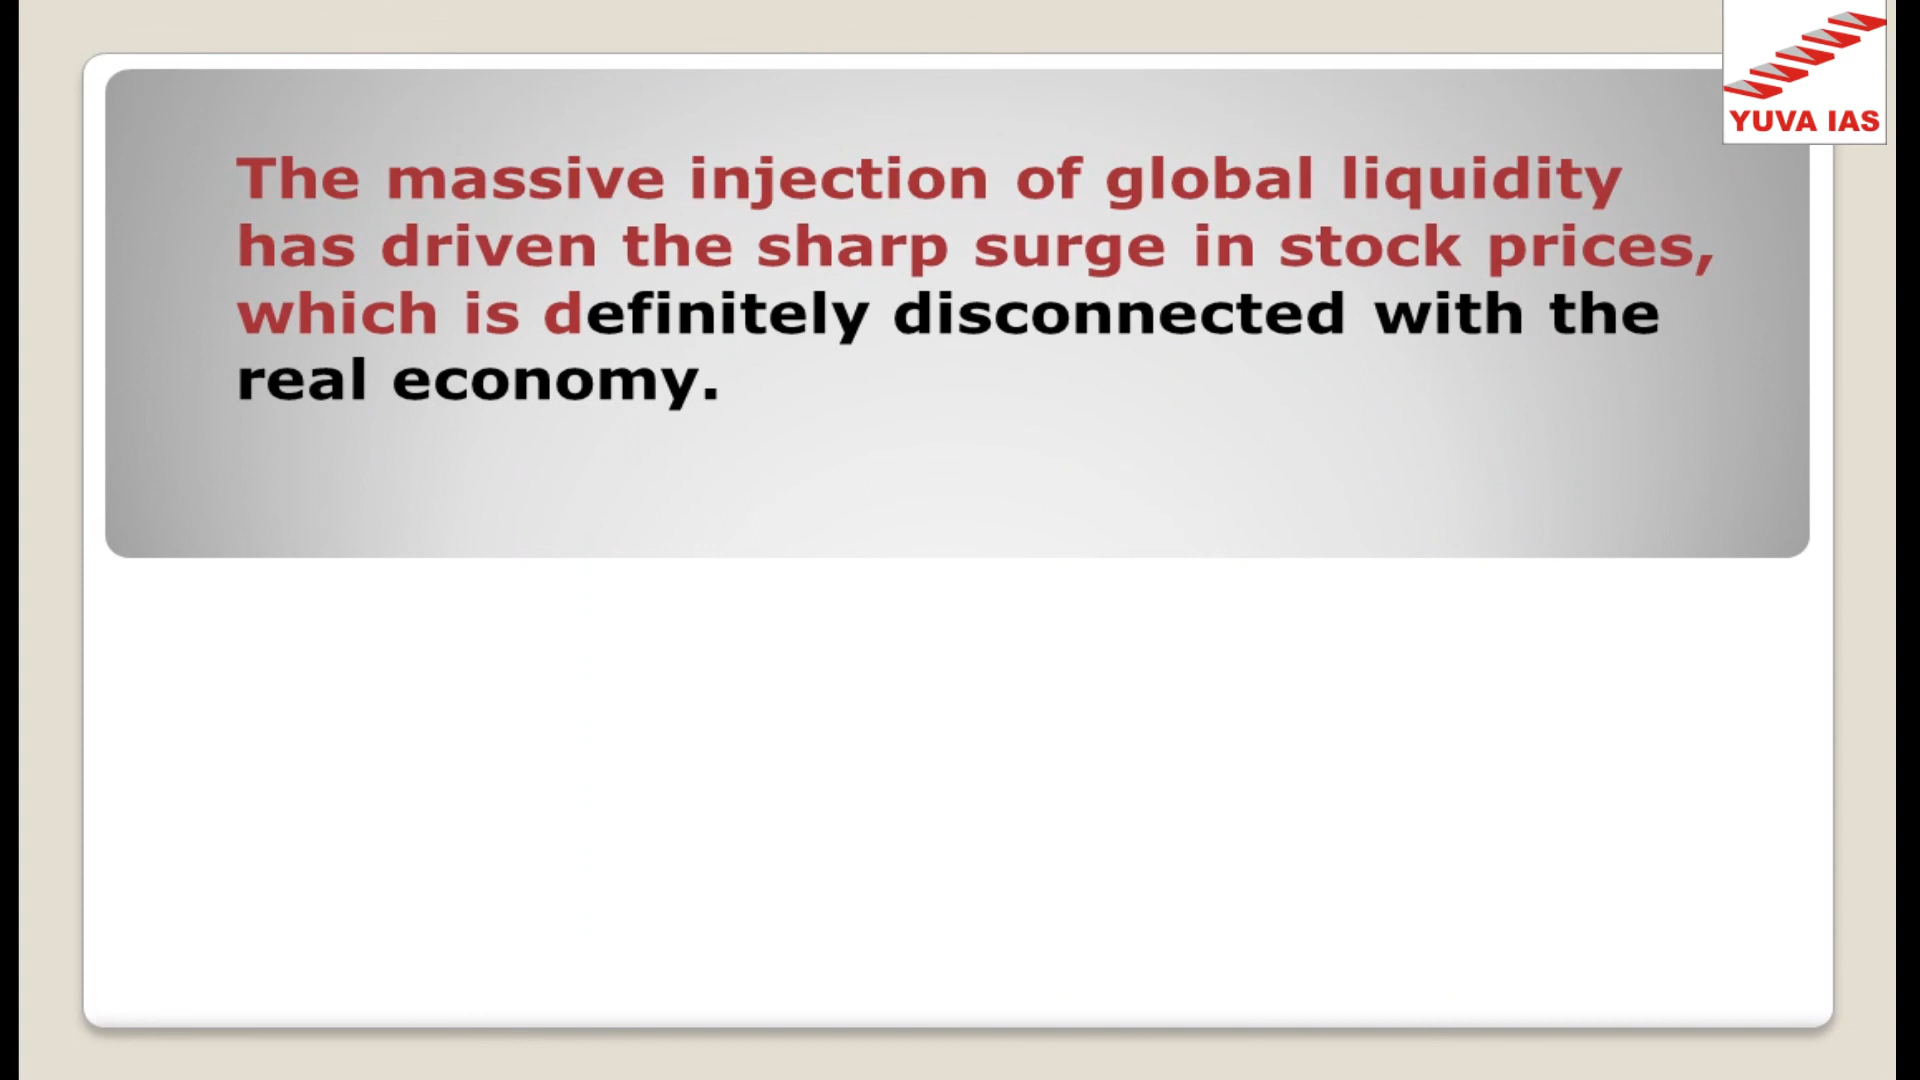 YUVA IAS
The massive injection of global liquidity
has driven the sharp surge in stock prices,
which is definitely disconnected with the
real economy.